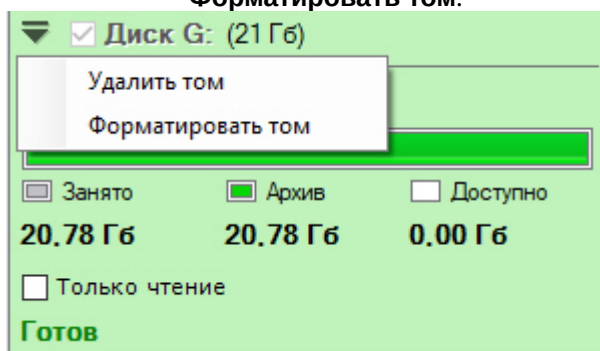 Форматировать том.
Диск G: (21 Гб)
Удалить том
Форматировать том
Занято Архив Доступно
20.78 Гб 20.78 Гб 0.00 Гб
Только чтение
Готов